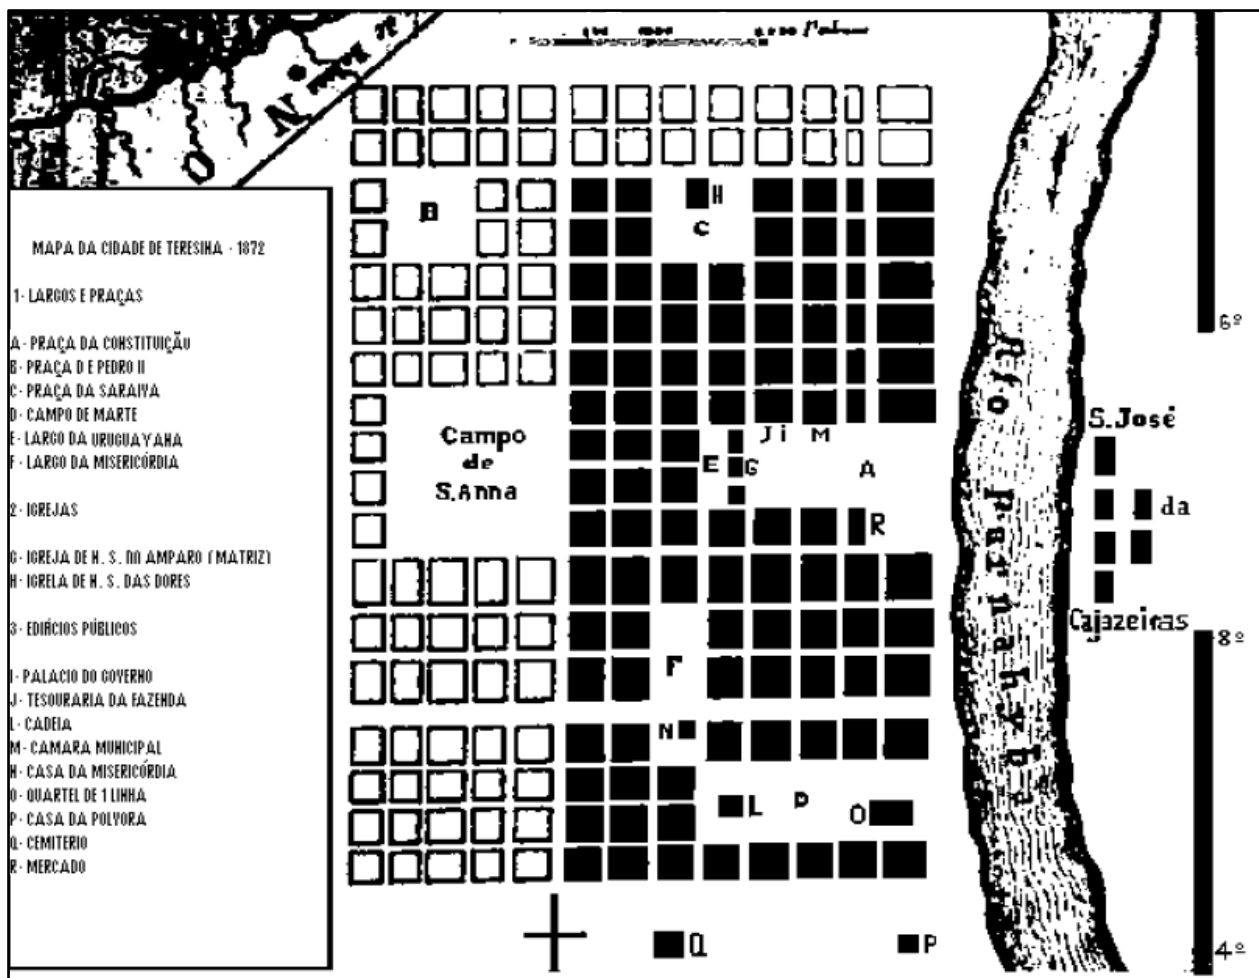 N
O
MAPA DA CIDADE DE TERESINA - 1872
1- LARGOS E PRAÇAS
A - PRAÇA DA CONSTITUIÇÃO
B- PRAÇA D E PEDRO II
C- PRAÇA DA SARAIVA
D- CAMPO DE MARTE
E- LARGO DA URUGUAYANA
F - LARGO DA MISERICÓRDIA
2 - IGREJAS
G- IGREJA DE N. S. DO AMPARO (MATRIZ)
H- IGRELA DE N. S. DAS DORES
3- EDIFÍCIOS PÚBLICOS
I- PALACIO DO GOVERNO
J- TESOURARIA DA FAZENDA
L- CADEIA
M- CAMARA MUNICIPAL
N- CASA DA MISERICÓRDIA
O- QUARTEL DE 1 LINHA
P- CASA DA POLVORA
Q- CEMITERIO
R- MERCADO
B
H
C
Campo
de
S.Anna
J i M
E G
A
R
F
N
L
O
Q
P
Rio Parnahyba
S.José
da
Cajazeiras
6º
8º
4º